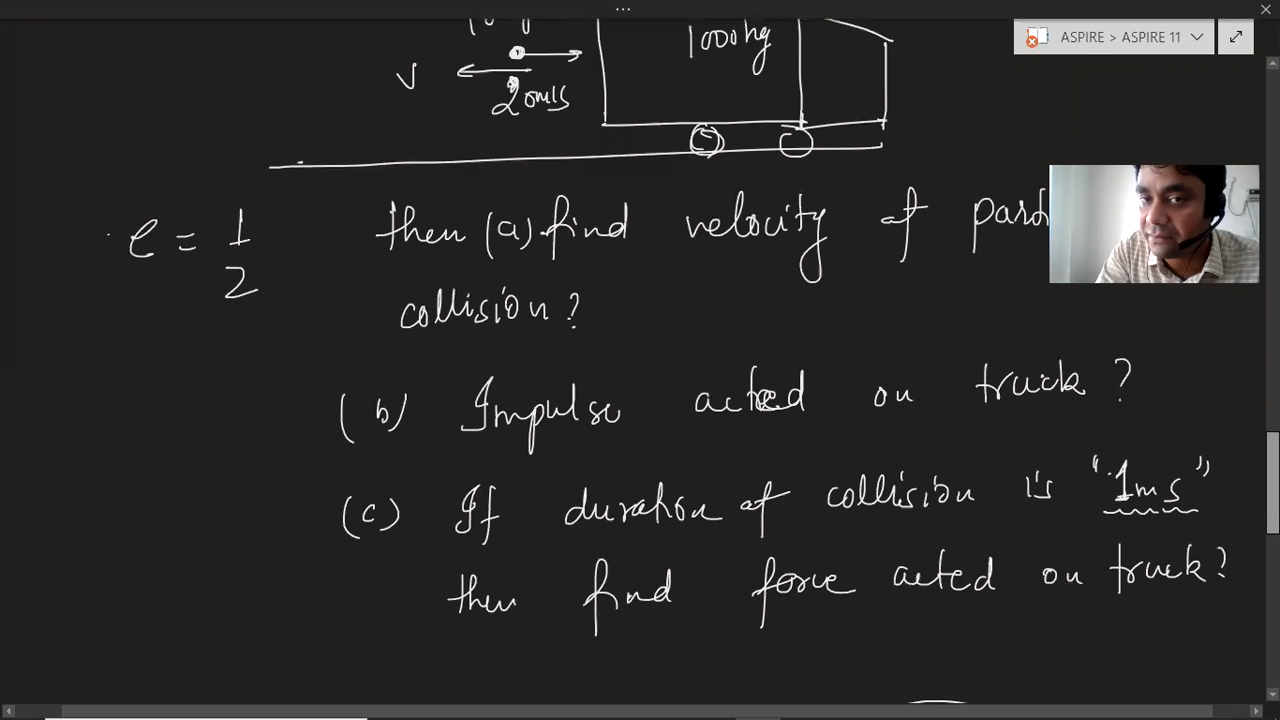 ASPIRE > ASPIRE 11
1000kg
V
20m/s
e = 1/2
then (a) find velocity of
collision?
(b) Impulse acted on truck?
(c) If duration of collision is "1ms"
then find force acted on truck?